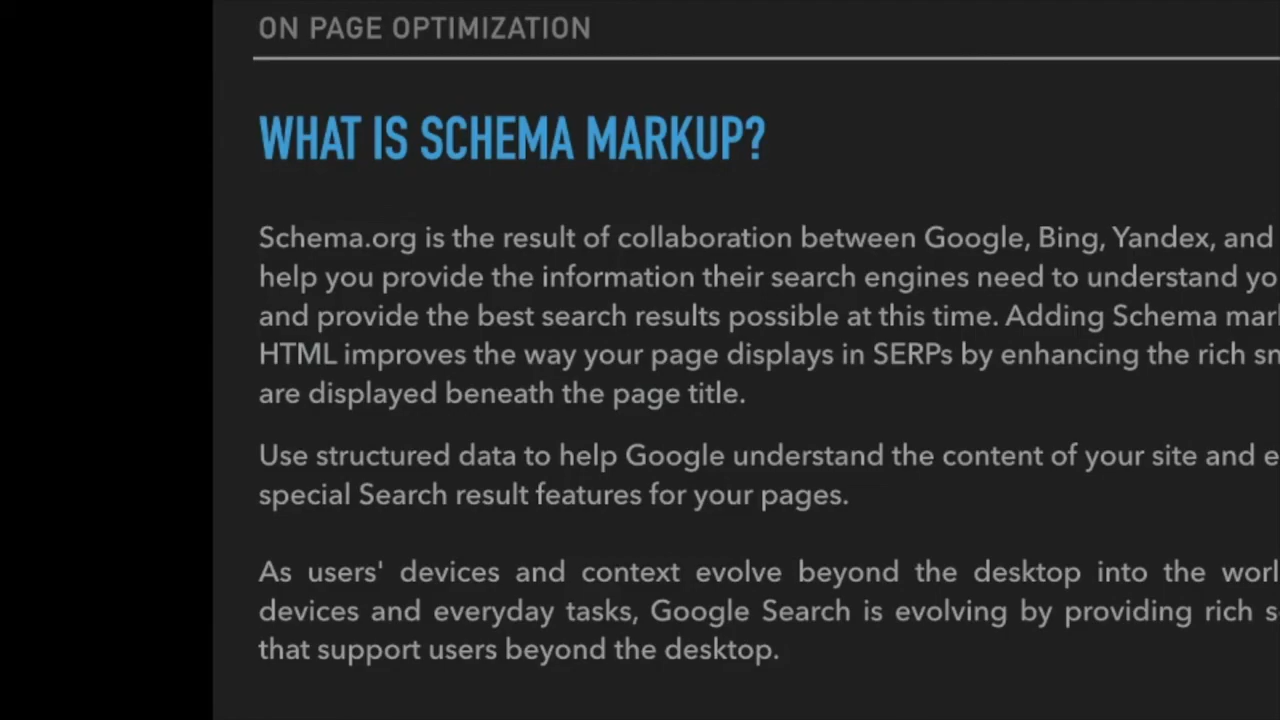 ON PAGE OPTIMIZATION
WHAT IS SCHEMA MARKUP?
Schema.org is the result of collaboration between Google, Bing, Yandex, and
help you provide the information their search engines need to understand yo
and provide the best search results possible at this time. Adding Schema mar
HTML improves the way your page displays in SERPs by enhancing the rich sn
are displayed beneath the page title.
Use structured data to help Google understand the content of your site and e
special Search result features for your pages.
As users' devices and context evolve beyond the desktop into the worl
devices and everyday tasks, Google Search is evolving by providing rich s
that support users beyond the desktop.